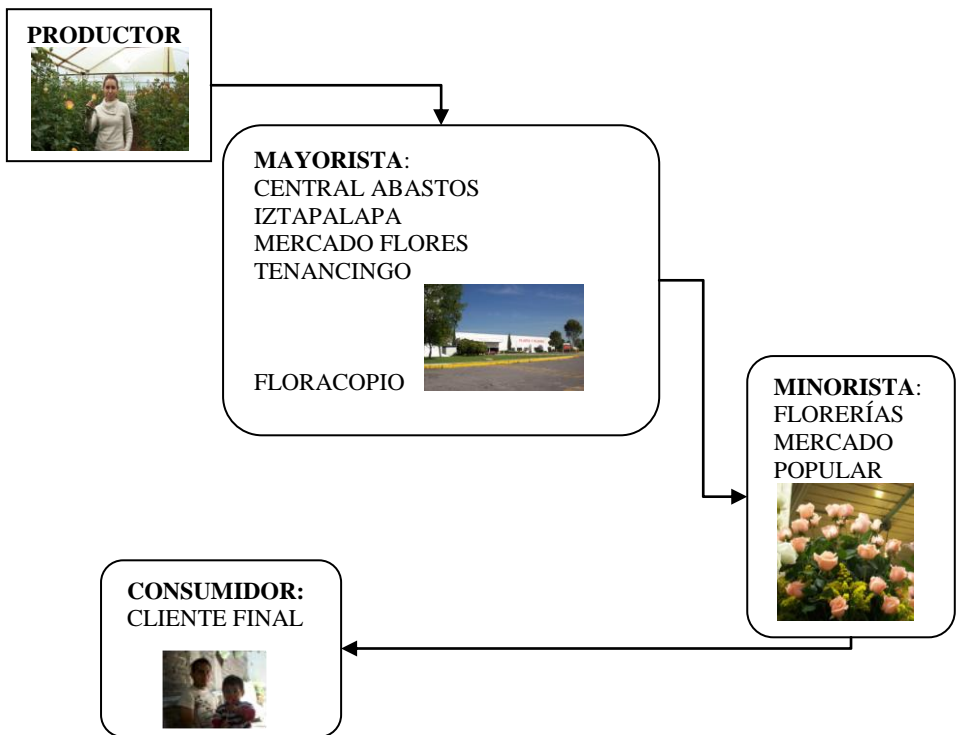 PRODUCTOR
MAYORISTA:
CENTRAL ABASTOS
IZTAPALAPA
MERCADO FLORES
TENANCINGO
FLORACOPIO
MINORISTA:
FLORERÍAS
MERCADO
POPULAR
CONSUMIDOR:
CLIENTE FINAL